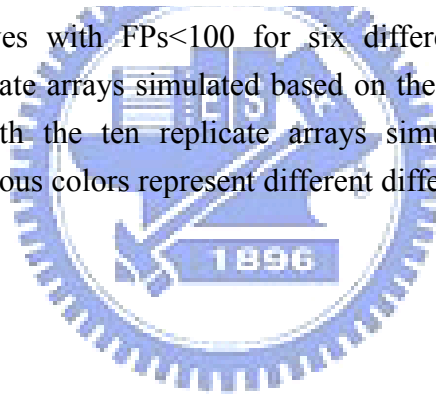 ves with FPs<100 for six differe
ate arrays simulated based on the
th the ten replicate arrays simu
ous colors represent different diffe
1896